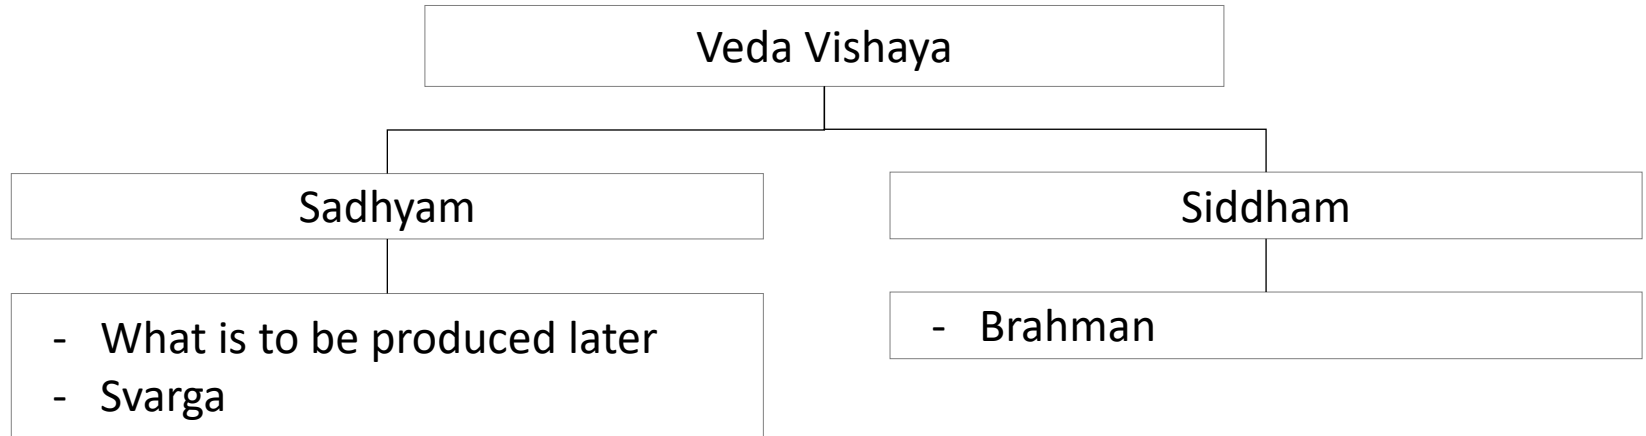 Veda Vishaya
Sadhyam
Siddham
- What is to be produced later
- Svarga
- Brahman